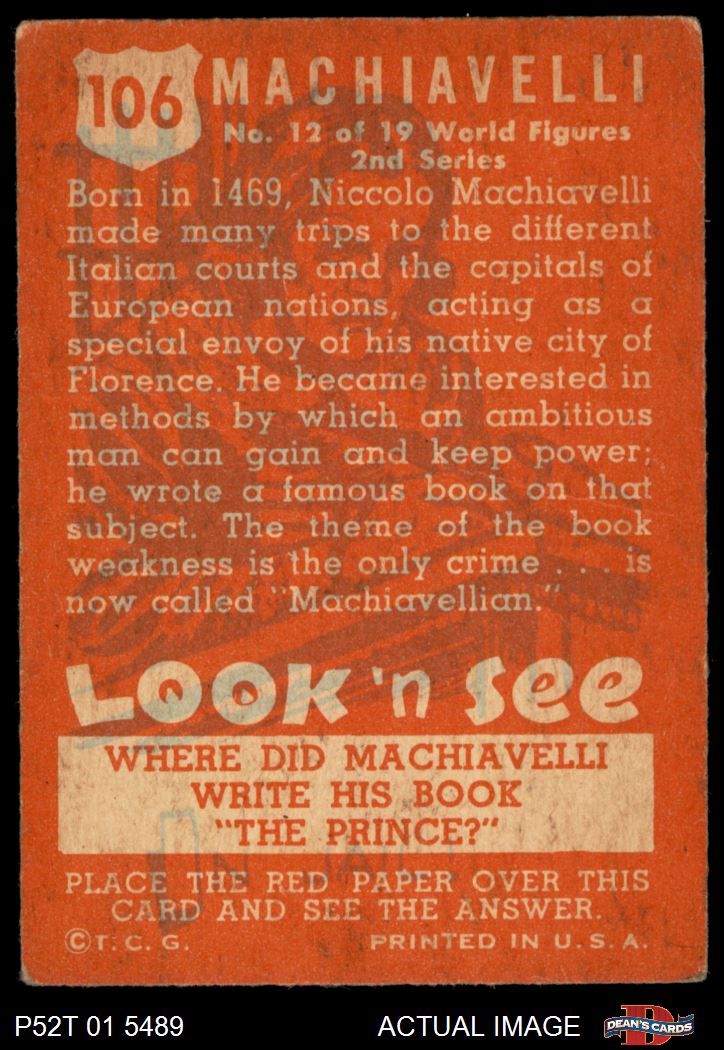 106
MACHIAVELLI
No. 12 of 19 World Figures
2nd Series
Born in 1469, Niccolo Machiavelli
made many trips to the different
Italian courts and the capitals of
European nations, acting as a
special envoy of his native city of
Florence. He became interested in
methods by which an ambitious
man can gain and keep power;
he wrote a famous book on that
subject. The theme of the book
weakness is the only crime . . . is
now called "Machiavellian."
LOOK 'n SEE
WHERE DID MACHIAVELLI
WRITE HIS BOOK
"THE PRINCE?"
IN JAIL
PLACE THE RED PAPER OVER THIS
CARD AND SEE THE ANSWER.
©T. C. G. PRINTED IN U. S. A.
P52T 01 5489 ACTUAL IMAGE DEAN'S CARDS